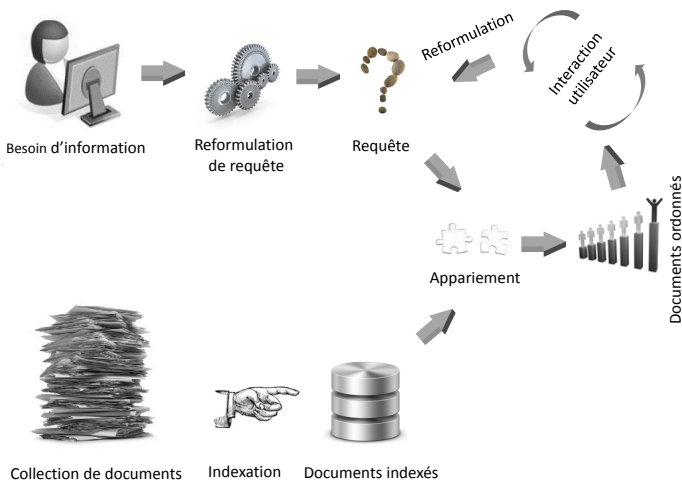 Reformulation
Interaction
utilisateur
Besoin d'information
Reformulation
de requête
Requête
Appariement
Documents ordonnés
Collection de documents
Indexation
Documents indexés